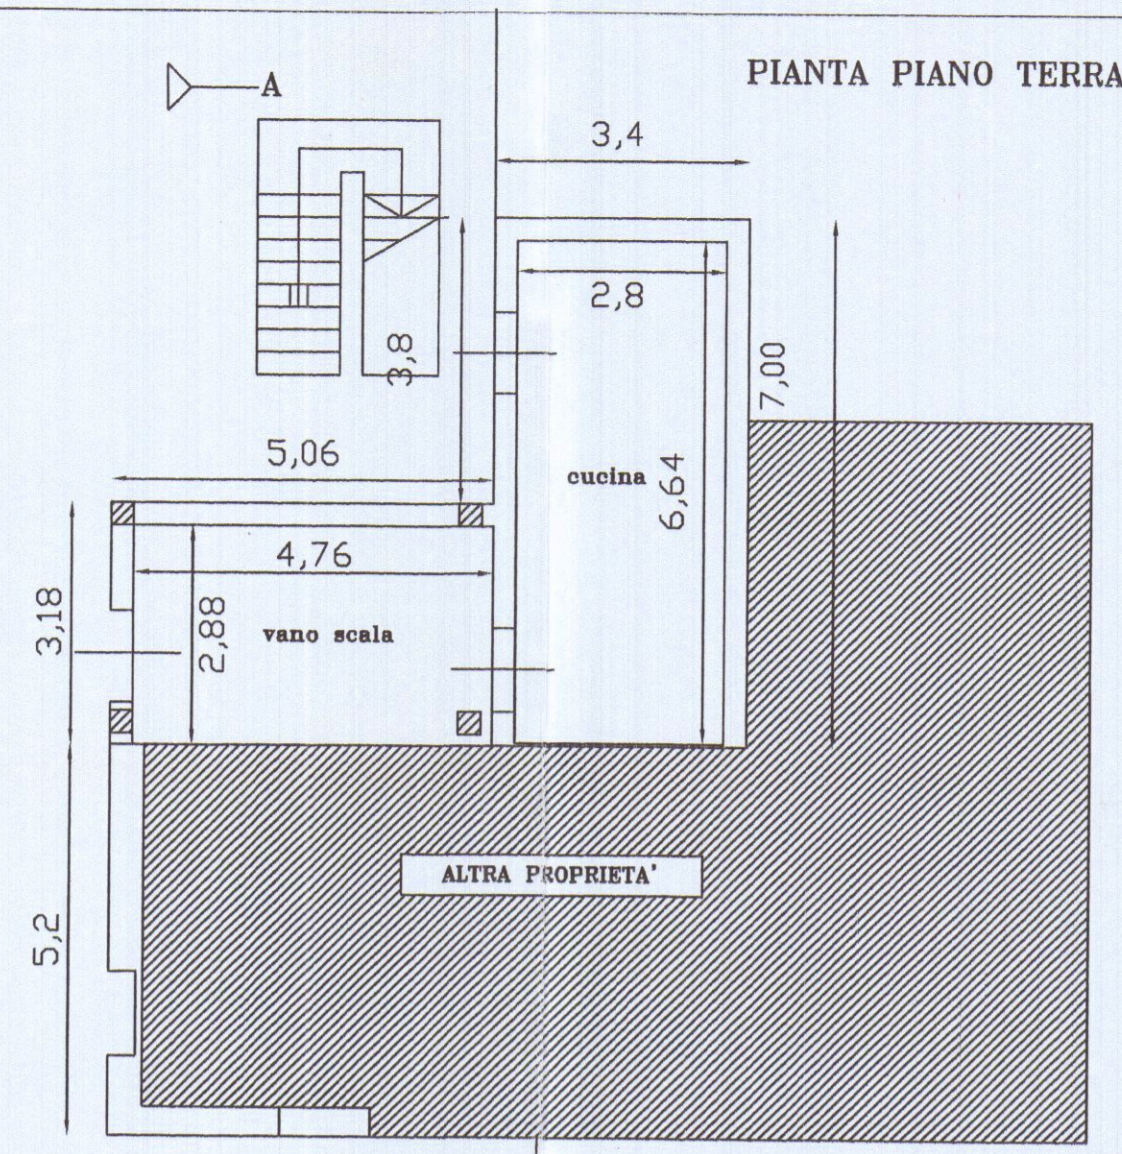 PIANTA PIANO TERRA
A
3,4
2,8
3,8
7,00
5,06
cucina
6,64
4,76
3,18
2,88
vano scala
ALTRA PROPRIETA'
5,2